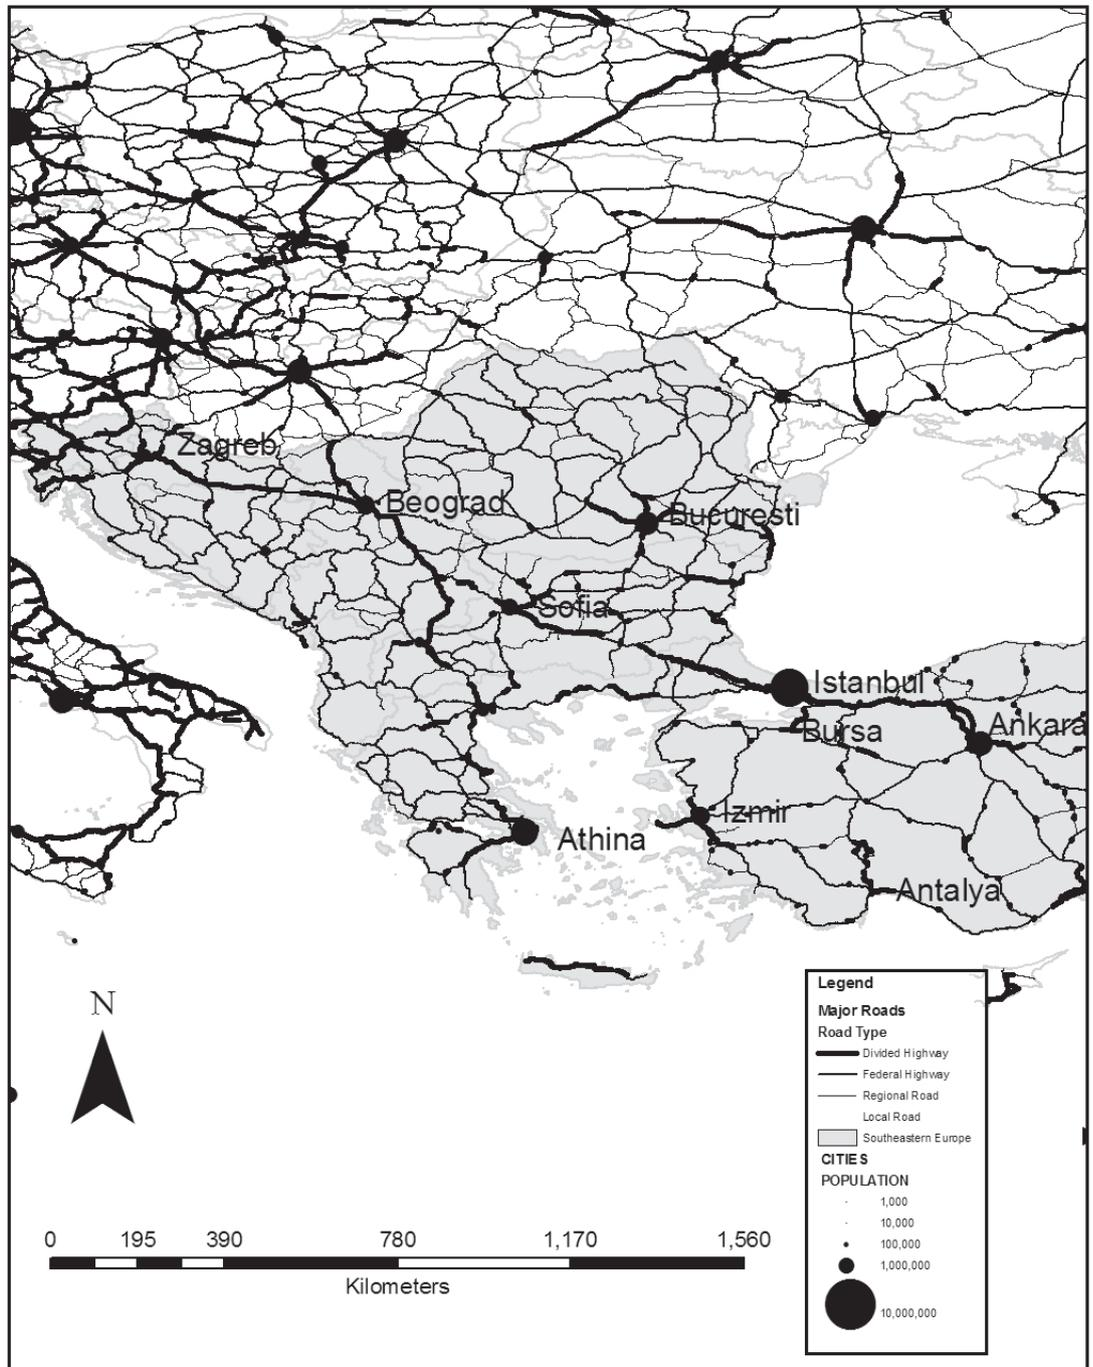 Zagreb
Beograd
Bucuresti
Sofia
Istanbul
Ankara
Bursa
Izmir
Athina
Antalya
N
Legend
Major Roads
Road Type
Divided Highway
Federal Highway
Regional Road
Local Road
Southeastern Europe
CITIES
POPULATION
1,000
10,000
100,000
1,000,000
10,000,000
0 195 390 780 1,170 1,560
Kilometers